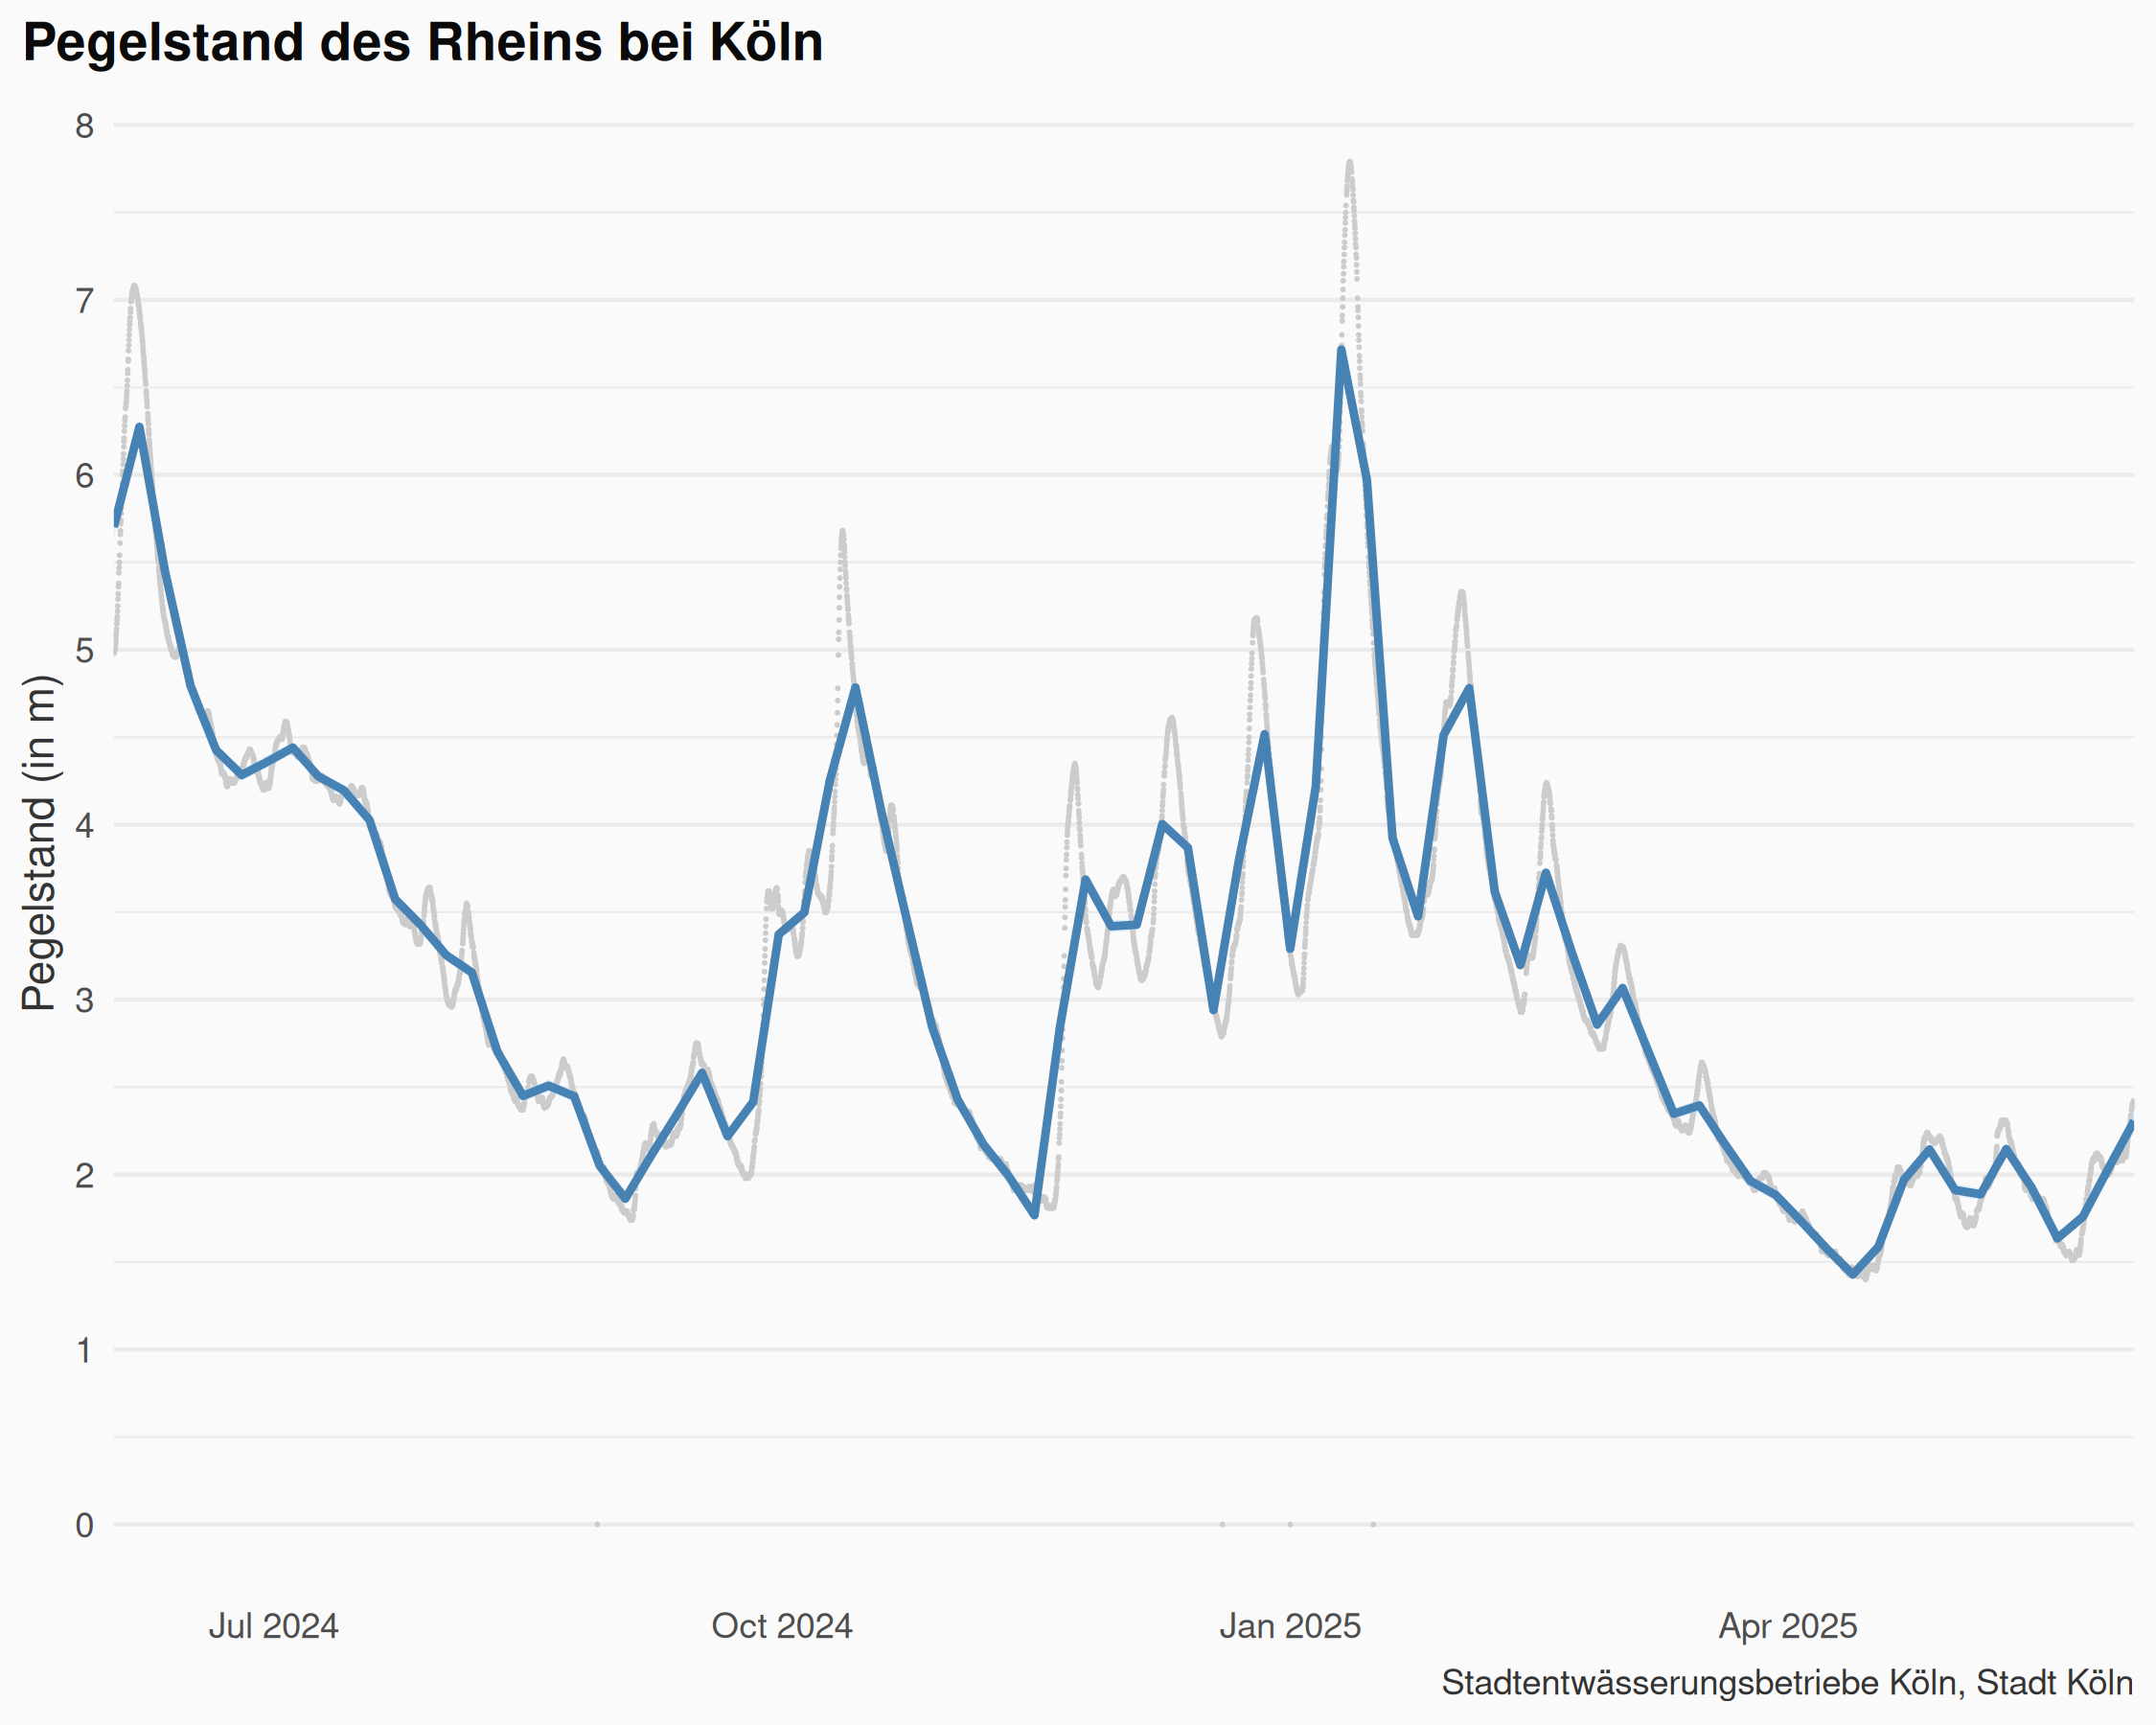 Pegelstand des Rheins bei Köln
Pegelstand (in m)
8
7
6
5
4
3
2
1
0
Jul 2024 Oct 2024 Jan 2025 Apr 2025
Stadtentwässerungsbetriebe Köln, Stadt Köln